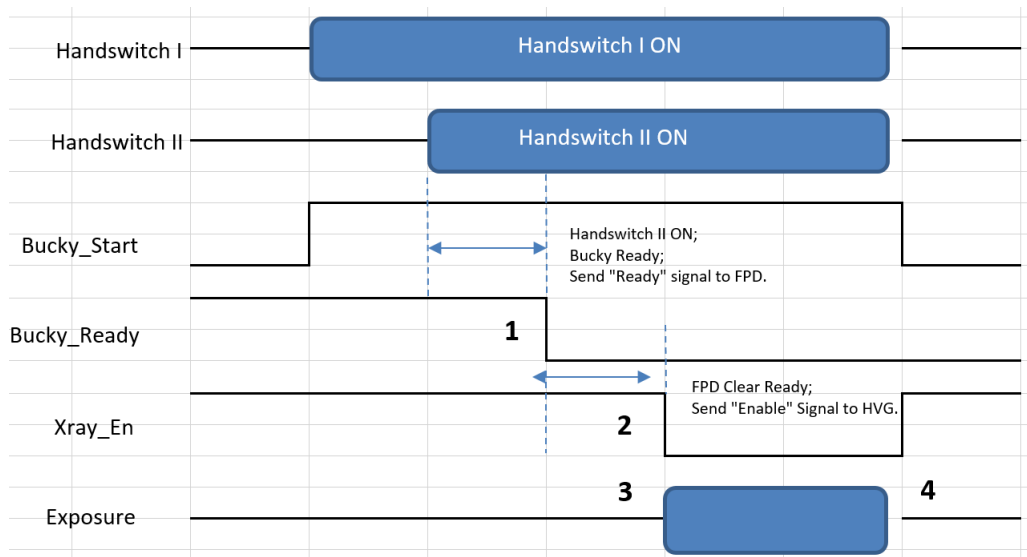 Handswitch I
Handswitch I ON
Handswitch II
Handswitch II ON
Bucky_Start
Handswitch II ON;
Bucky Ready;
Send "Ready" signal to FPD.
Bucky_Ready
1
FPD Clear Ready;
Send "Enable" Signal to HVG.
Xray_En
2
3
4
Exposure